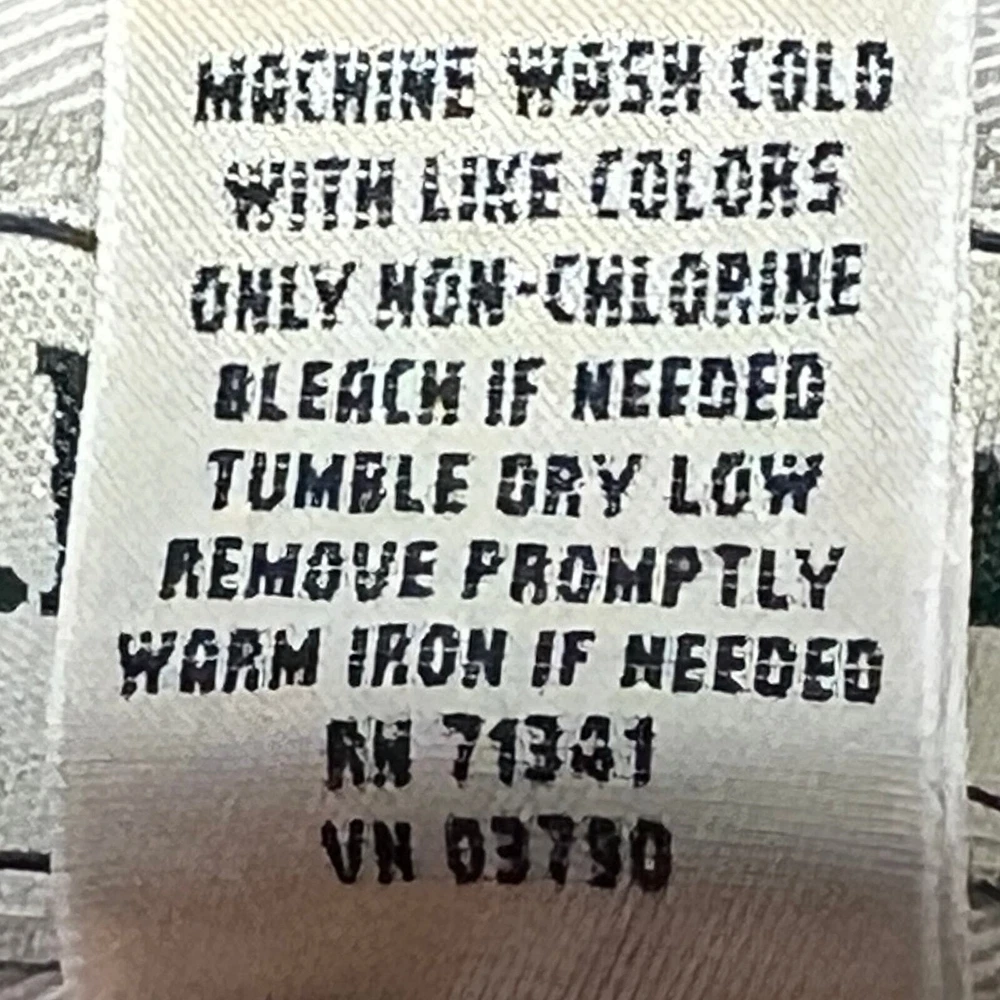 MACHINE WASH COLD
WITH LIKE COLORS
ONLY NON-CHLORINE
BLEACH IF NEEDED
TUMBLE DRY LOW
REMOVE PROMPTLY
WARM IRON IF NEEDED
RN 71341
VN 03790